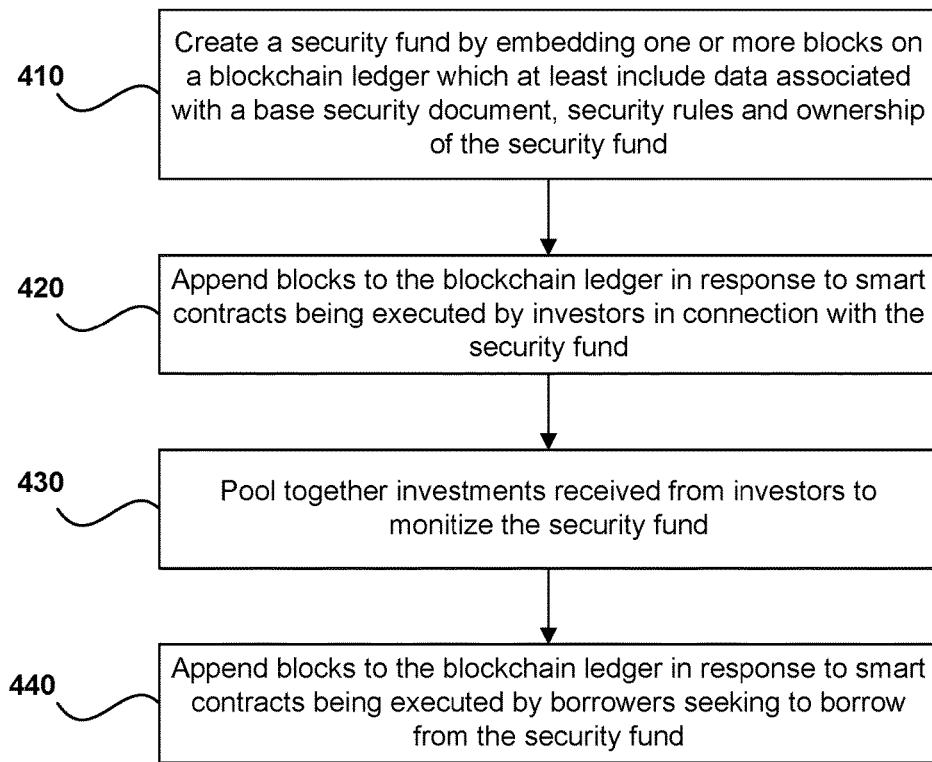 410
Create a security fund by embedding one or more blocks on
a blockchain ledger which at least include data associated
with a base security document, security rules and ownership
of the security fund
420
Append blocks to the blockchain ledger in response to smart
contracts being executed by investors in connection with the
security fund
430
Pool together investments received from investors to
monitize the security fund
440
Append blocks to the blockchain ledger in response to smart
contracts being executed by borrowers seeking to borrow
from the security fund